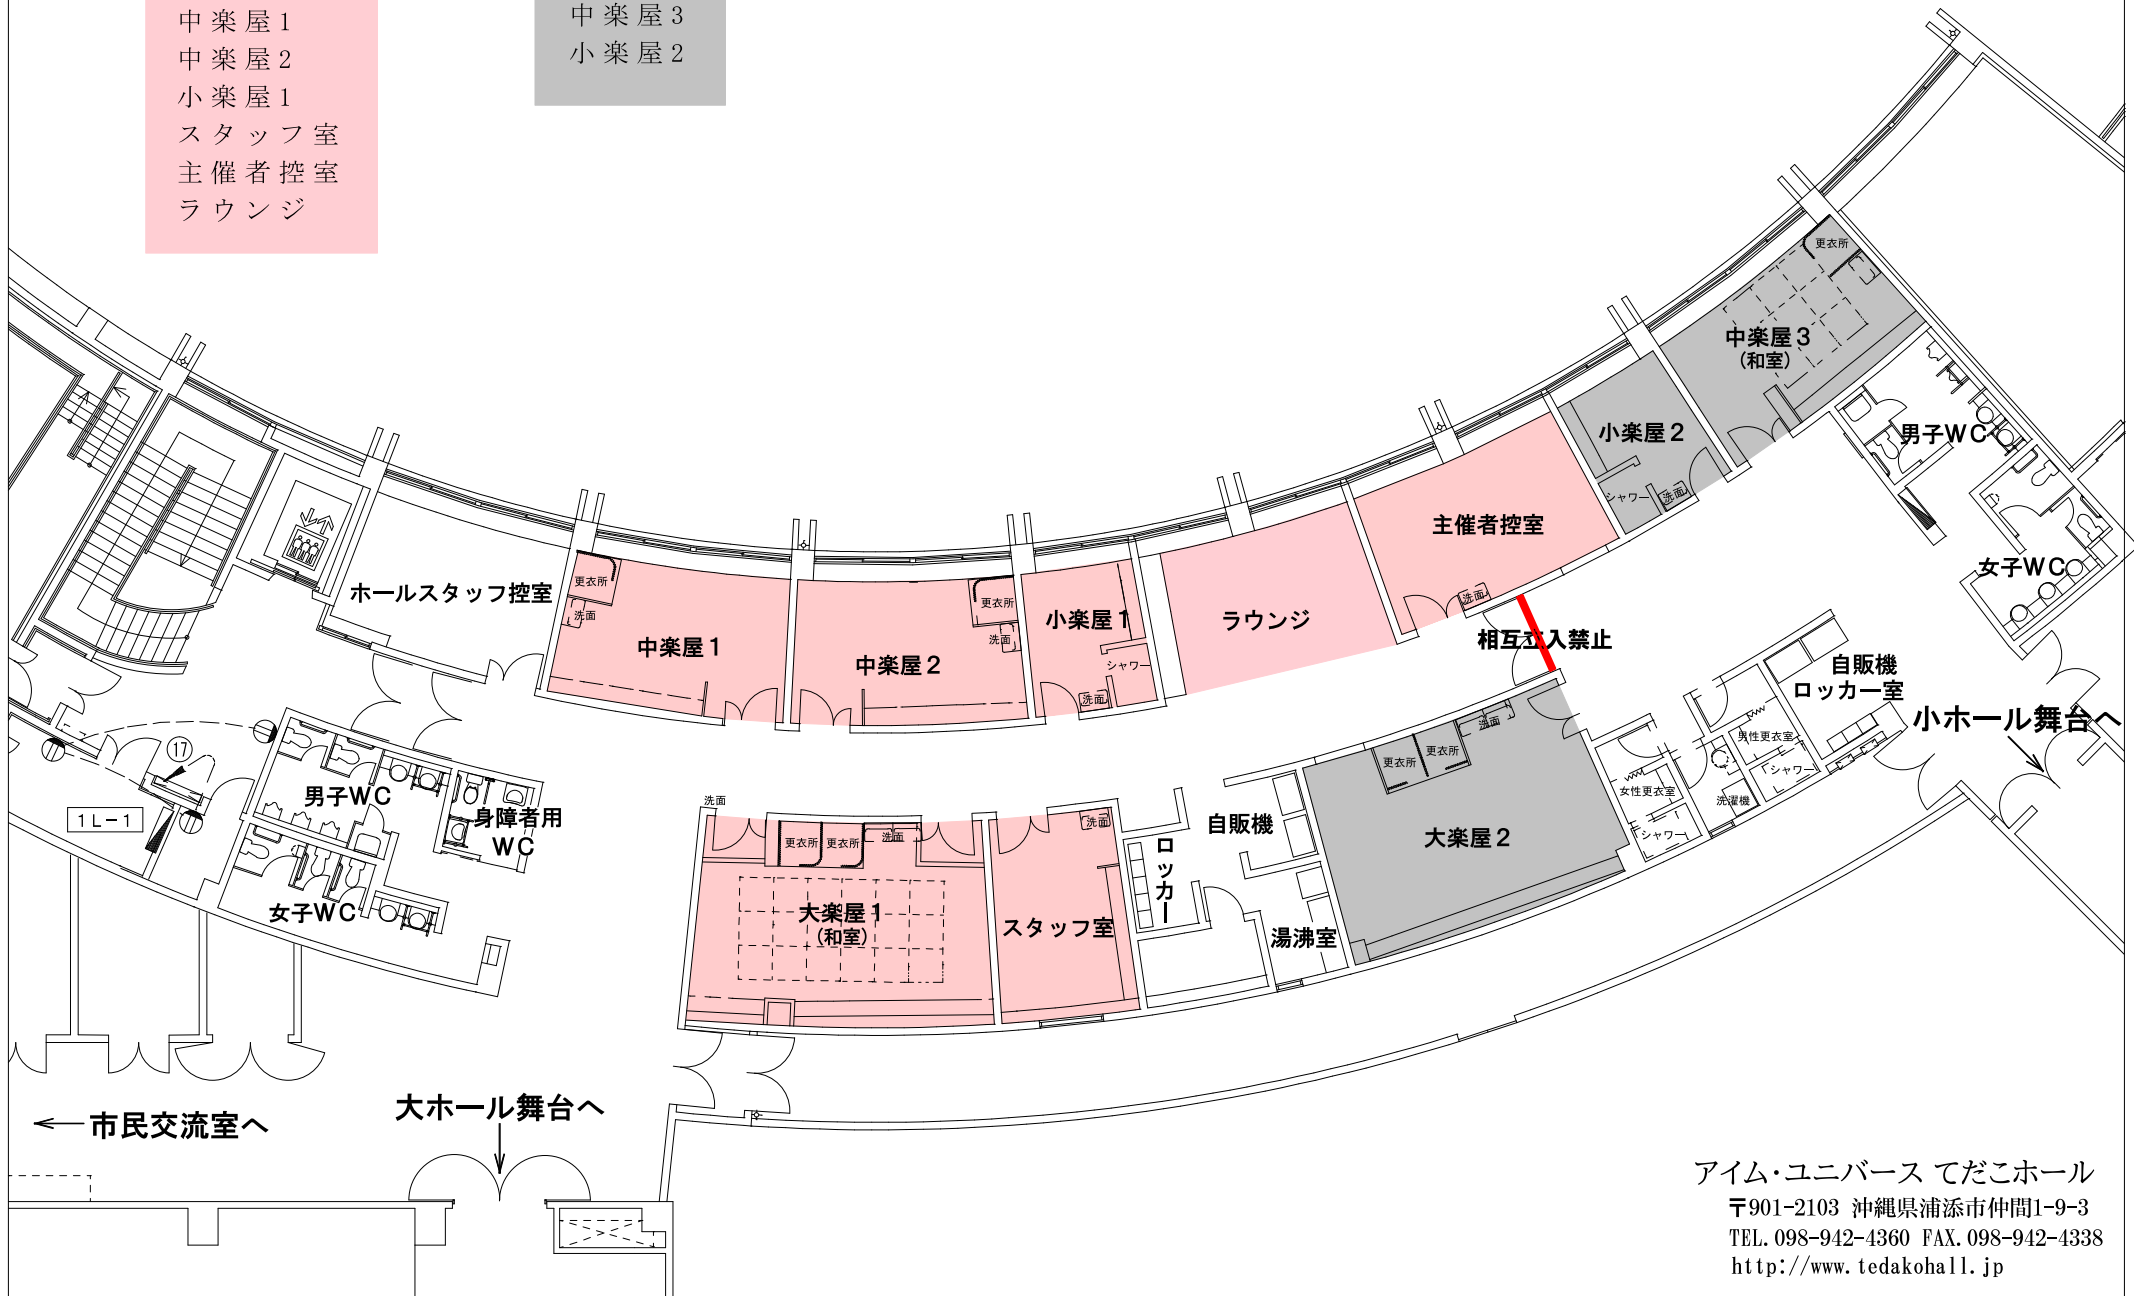 中楽屋1
中楽屋2
小楽屋1
スタッフ室
主催者控室
ラウンジ
中楽屋3
小楽屋2
更衣所
中楽屋3
(和室)
男子WC
小楽屋2
シャワー
洗面
主催者控室
洗面
女子WC
ホールスタッフ控室
更衣所
洗面
中楽屋1
更衣所
洗面
中楽屋2
小楽屋1
シャワー
洗面
ラウンジ
相互立入禁止
自販機
ロッカー室
小ホール舞台へ
男性更衣室
シャワー
洗濯機
女性更衣室
シャワー
洗面
更衣所
更衣所
大楽屋2
17
1L-1
男子WC
身障者用
WC
女子WC
洗面
更衣所
更衣所
洗面
大楽屋1
(和室)
洗面
スタッフ室
ロッカー
自販機
湯沸室
市民交流室へ
大ホール舞台へ
アイム・ユニバース てだこホール
〒901-2103 沖縄県浦添市仲間1-9-3
TEL.098-942-4360 FAX.098-942-4338
http://www.tedakohall.jp